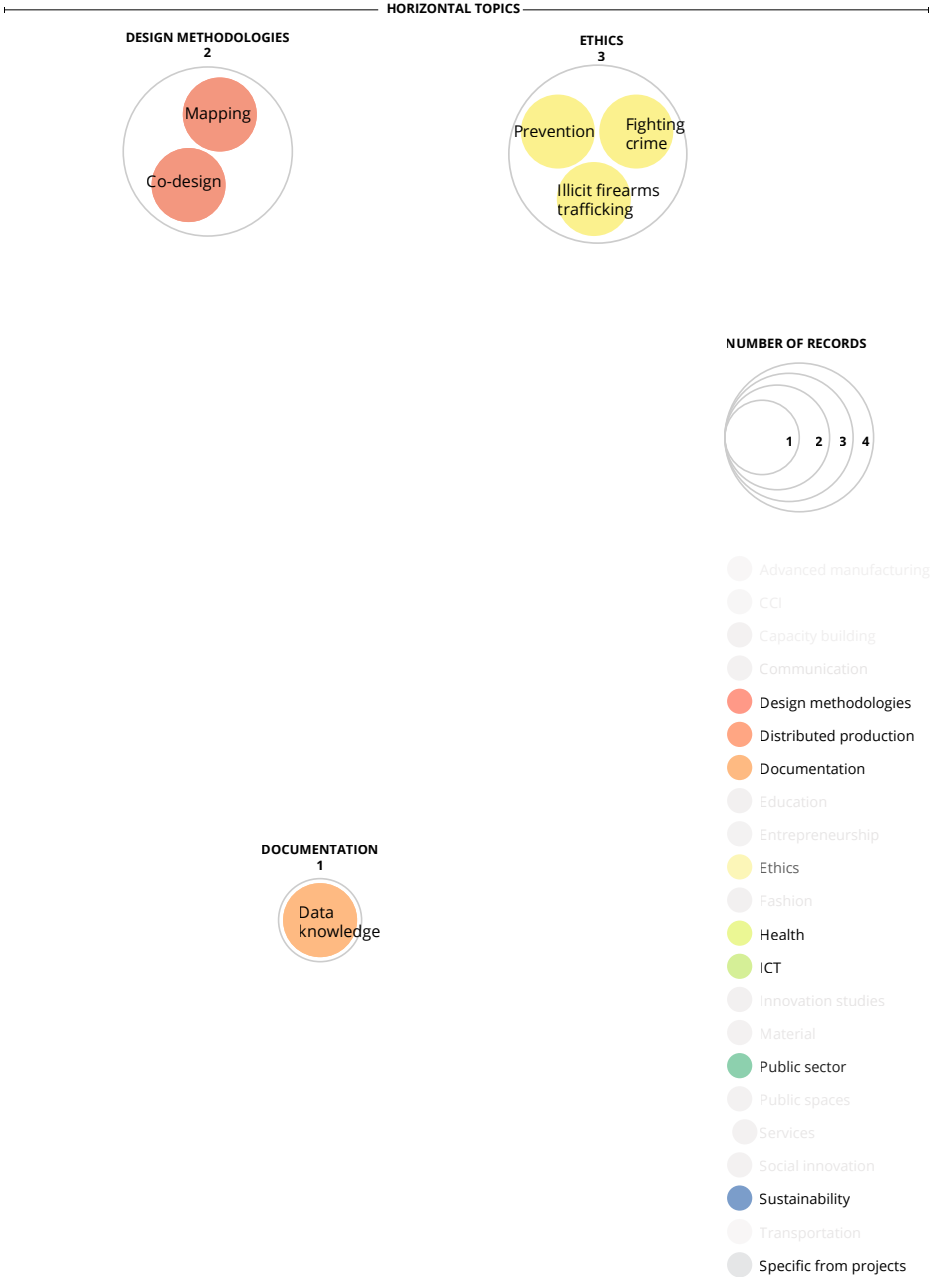 HORIZONTAL TOPICS
DESIGN METHODOLOGIES
2
Mapping
Co-design
ETHICS
3
Prevention
Fighting
crime
Illicit firearms
trafficking
NUMBER OF RECORDS
1 2 3 4
Advanced manufacturing
CCI
Capacity building
Communication
Design methodologies
Distributed production
Documentation
Education
Entrepreneurship
Ethics
Fashion
Health
ICT
Innovation studies
Material
Public sector
Public spaces
Services
Social innovation
Sustainability
Transportation
Specific from projects
DOCUMENTATION
1
Data
knowledge